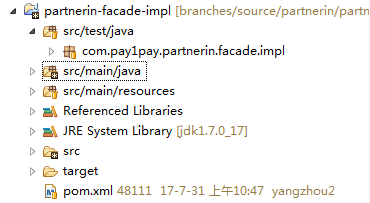 partnerin-facade-impl [branches/source/partnerin/partn
src/test/java
com.pay1pay.partnerin.facade.impl
src/main/java
src/main/resources
Referenced Libraries
JRE System Library [jdk1.7.0_17]
src
target
pom.xml 48111 17-7-31 上午10:47 yangzhou2